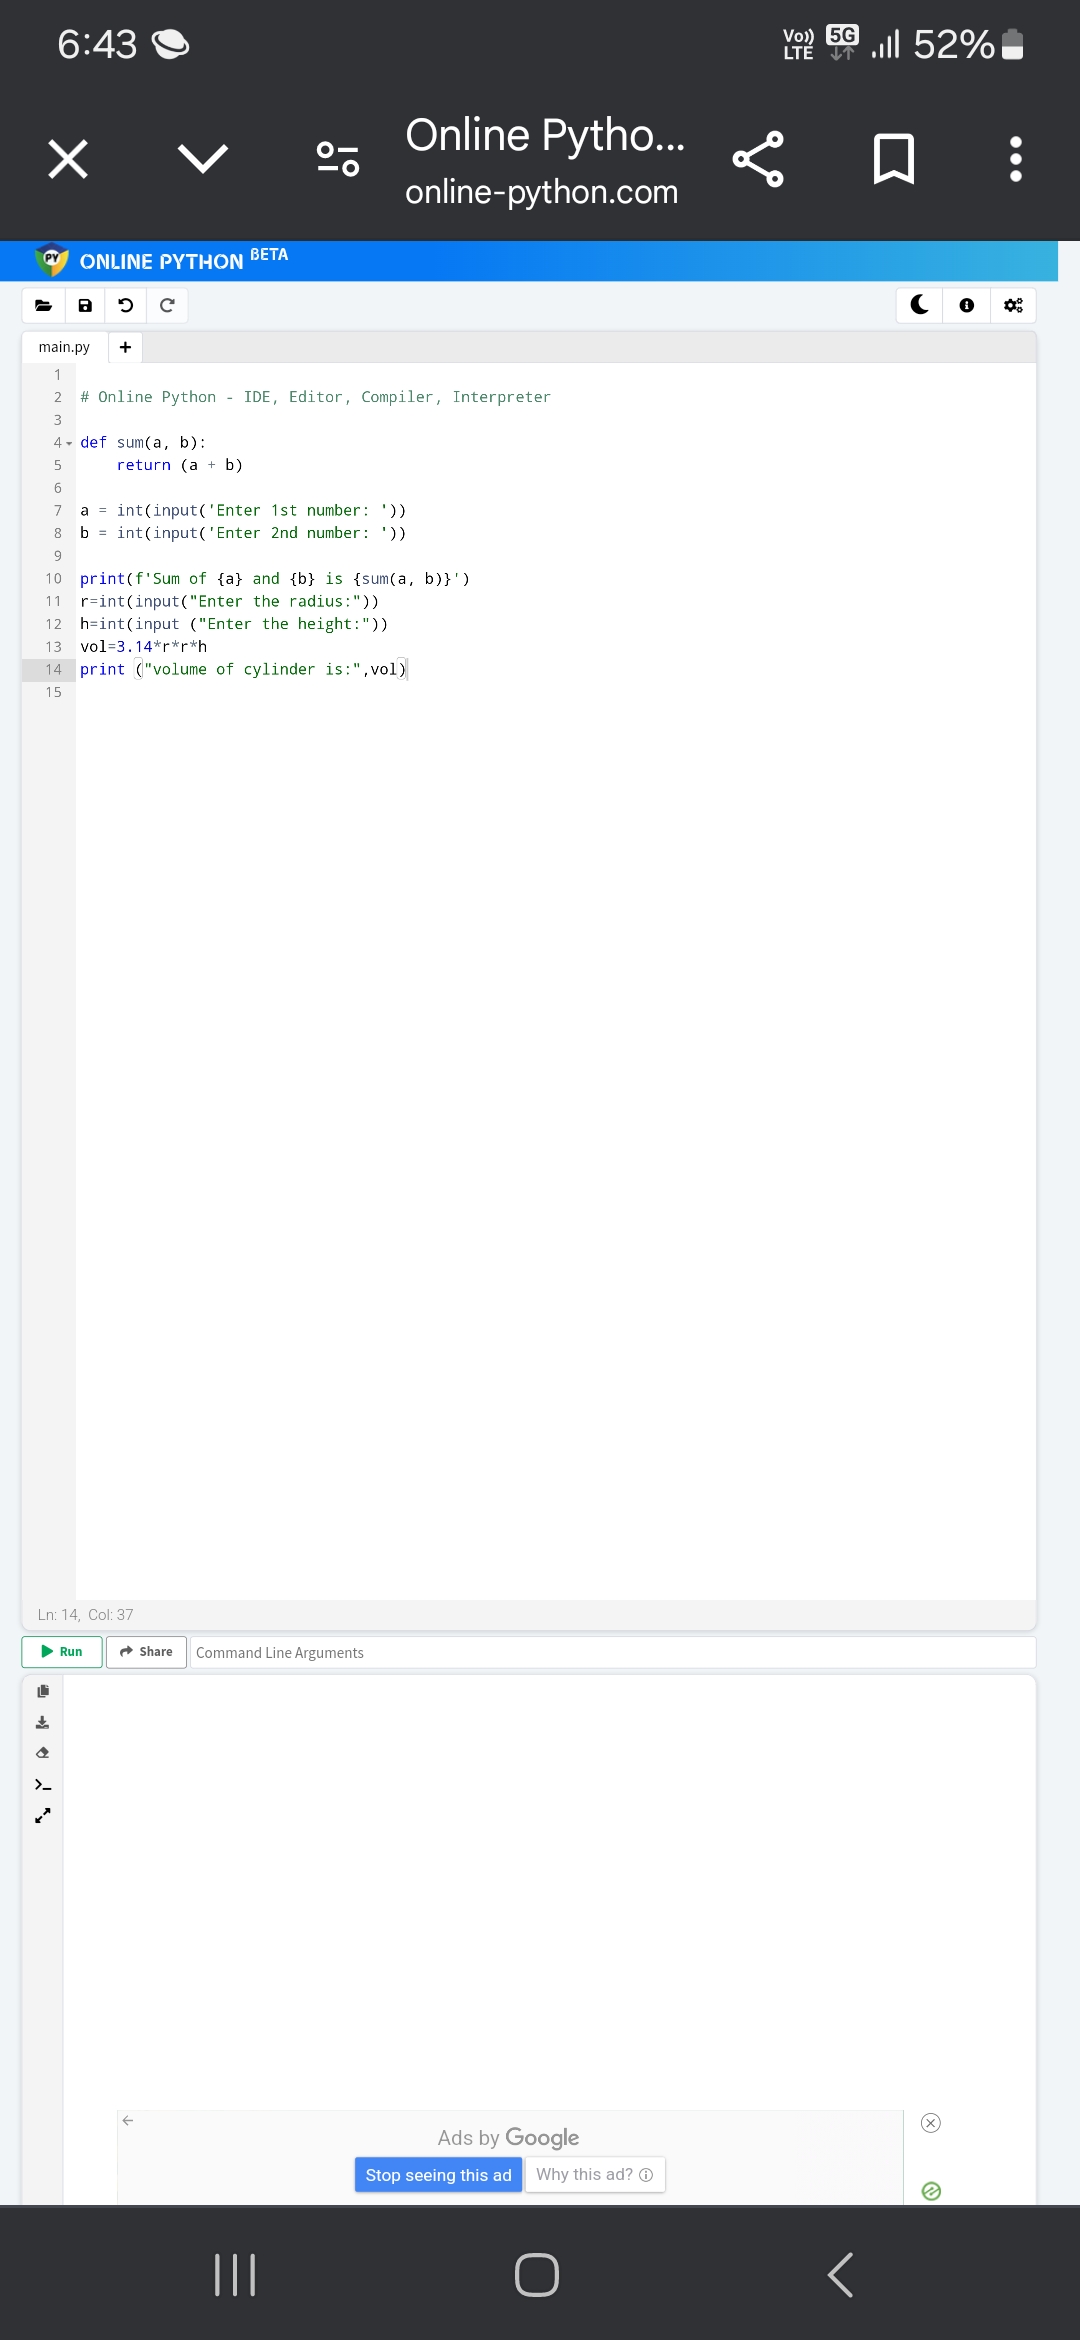 6:43
Vo)) LTE 5G 52%
Online Pytho...
online-python.com
PY ONLINE PYTHON BETA
main.py +
1
2 # Online Python - IDE, Editor, Compiler, Interpreter
3
4 def sum(a, b):
5     return (a + b)
6
7 a = int(input('Enter 1st number: '))
8 b = int(input('Enter 2nd number: '))
9
10 print(f'Sum of {a} and {b} is {sum(a, b)}')
11 r=int(input("Enter the radius:"))
12 h=int(input ("Enter the height:"))
13 vol=3.14*r*r*h
14 print ("volume of cylinder is:",vol)
15
Ln: 14, Col: 37
Run Share Command Line Arguments
Ads by Google
Stop seeing this ad Why this ad?